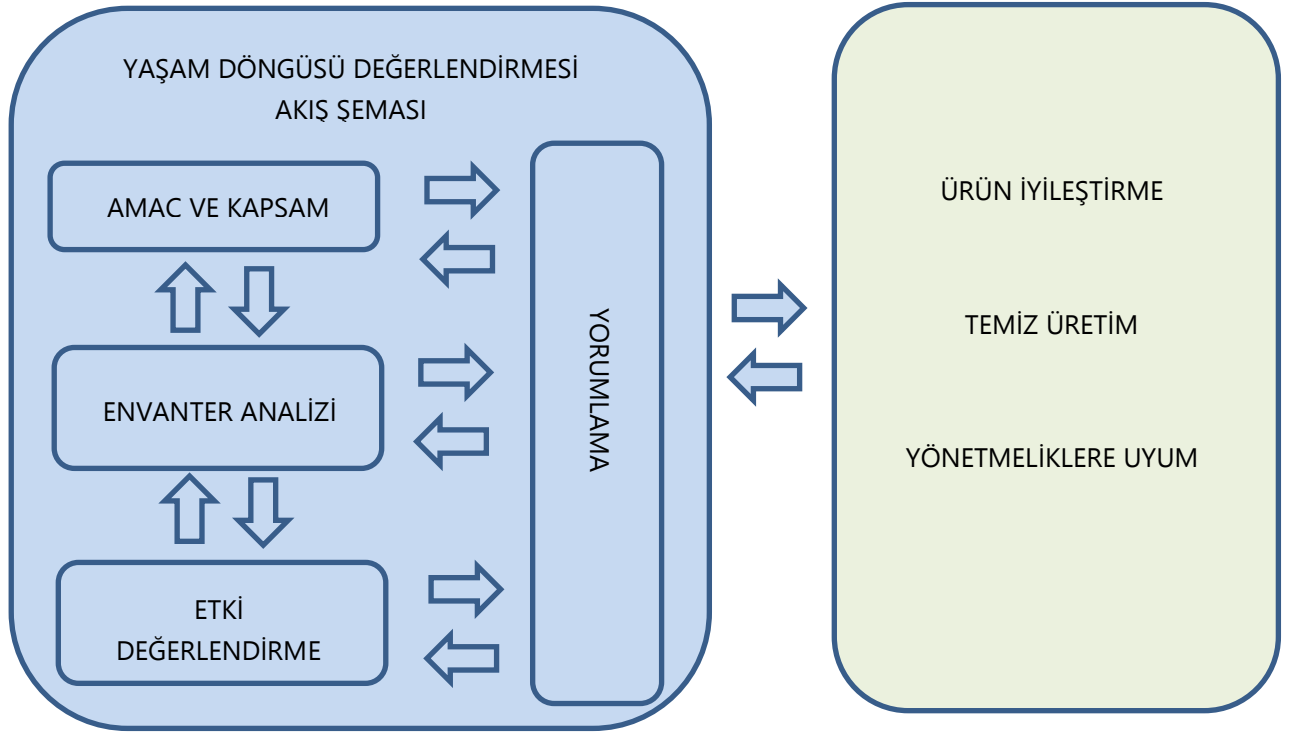 YAŞAM DÖNGÜSÜ DEĞERLENDİRMESİ
AKIŞ ŞEMASI
AMAC VE KAPSAM
ENVANTER ANALİZİ
ETKİ
DEĞERLENDİRME
YORUMLAMA
ÜRÜN İYİLEŞTİRME
TEMİZ ÜRETİM
YÖNETMELİKLERE UYUM